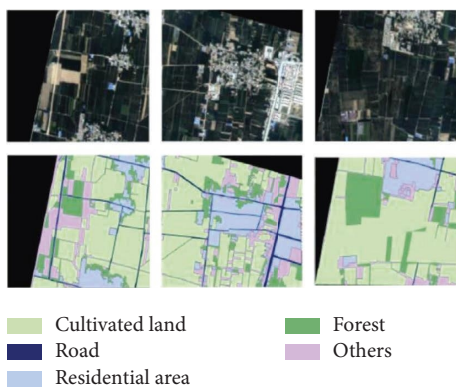 Cultivated land
Road
Residential area
Forest
Others